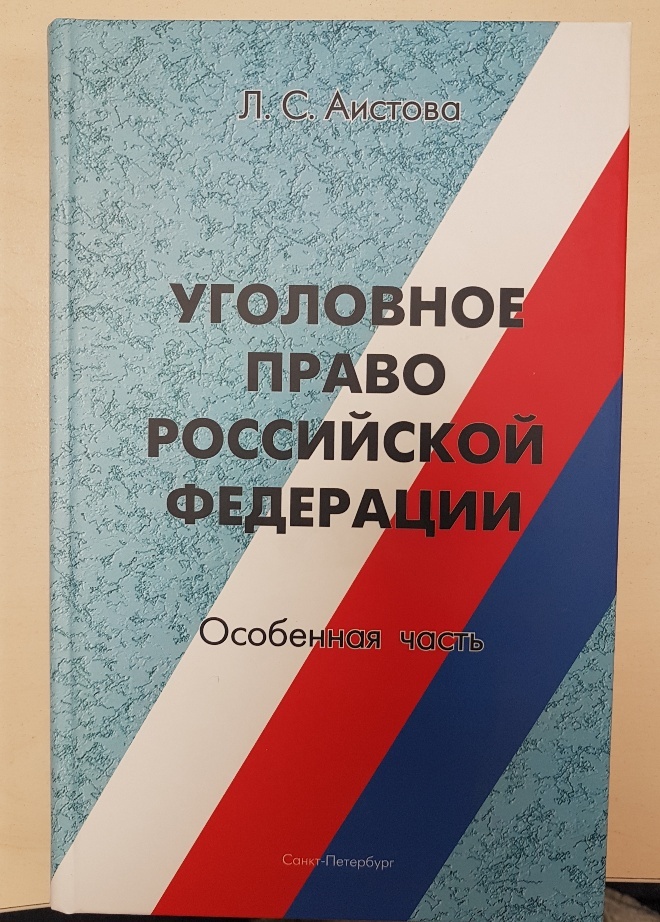 Л. С. Аистова
УГОЛОВНОЕ
ПРАВО
РОССИЙСКОЙ
ФЕДЕРАЦИИ
Особенная часть
Санкт-Петербург